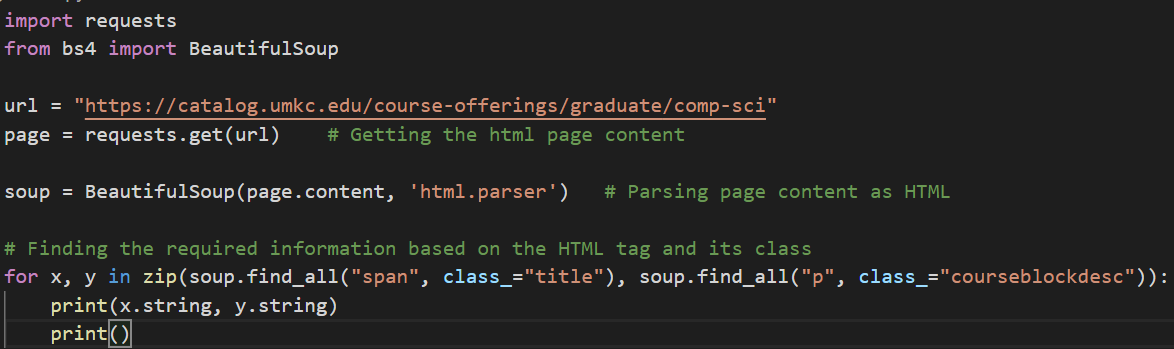 import requests
from bs4 import BeautifulSoup
url = "https://catalog.umkc.edu/course-offerings/graduate/comp-sci"
page = requests.get(url)    # Getting the html page content
soup = BeautifulSoup(page.content, 'html.parser')   # Parsing page content as HTML
# Finding the required information based on the HTML tag and its class
for x, y in zip(soup.find_all("span", class_="title"), soup.find_all("p", class_="courseblockdesc")):
    print(x.string, y.string)
    print()